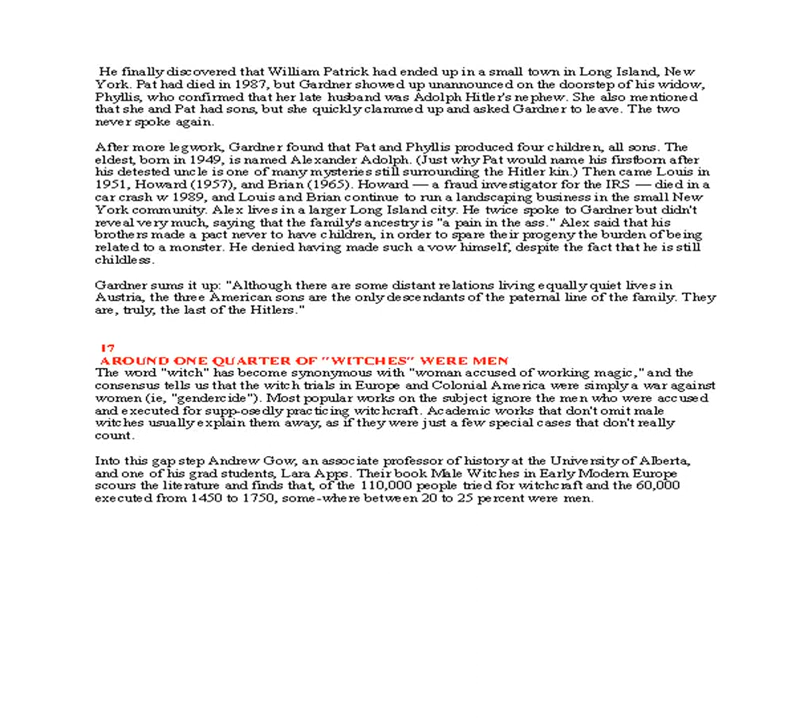 He finally discovered that William Patrick had ended up in a small town in Long Island, New
York. Pat had died in 1987, but Gardner showed up unannounced on the doorstep of his widow,
Phyllis, who confirmed that her late husband was Adolph Hitler's nephew. She also mentioned
that she and Pat had sons, but she quickly clammed up and asked Gardner to leave. The two
never spoke again.
After more legwork, Gardner found that Pat and Phyllis produced four children, all sons. The
eldest, born in 1949, is named Alexander Adolph. (Just why Pat would name his firstborn after
his detested uncle is one of many mysteries still surrounding the Hitler kin.) Then came Louis in
1951, Howard (1957), and Brian (1965). Howard — a fraud investigator for the IRS — died in a
car crash w 1989, and Louis and Brian continue to run a landscaping business in the small New
York community. Alex lives in a larger Long Island city. He twice spoke to Gardner but didn't
reveal very much, saying that the family's ancestry is "a pain in the ass." Alex said that his
brothers made a pact never to have children, in order to spare their progeny the burden of being
related to a monster. He denied having made such a vow himself, despite the fact that he is still
childless.
Gardner sums it up: "Although there are some distant relations living equally quiet lives in
Austria, the three American sons are the only descendants of the paternal line of the family. They
are, truly, the last of the Hitlers."
17
AROUND ONE QUARTER OF "WITCHES" WERE MEN
The word "witch" has become synonymous with "woman accused of working magic," and the
consensus tells us that the witch trials in Europe and Colonial America were simply a war against
women (ie, "gendercide"). Most popular works on the subject ignore the men who were accused
and executed for supp-osedly practicing witchcraft. Academic works that don't omit male
witches usually explain them away, as if they were just a few special cases that don't really
count.
Into this gap step Andrew Gow, an associate professor of history at the University of Alberta,
and one of his grad students, Lara Apps. Their book Male Witches in Early Modern Europe
scours the literature and finds that, of the 110,000 people tried for witchcraft and the 60,000
executed from 1450 to 1750, some-where between 20 to 25 percent were men.